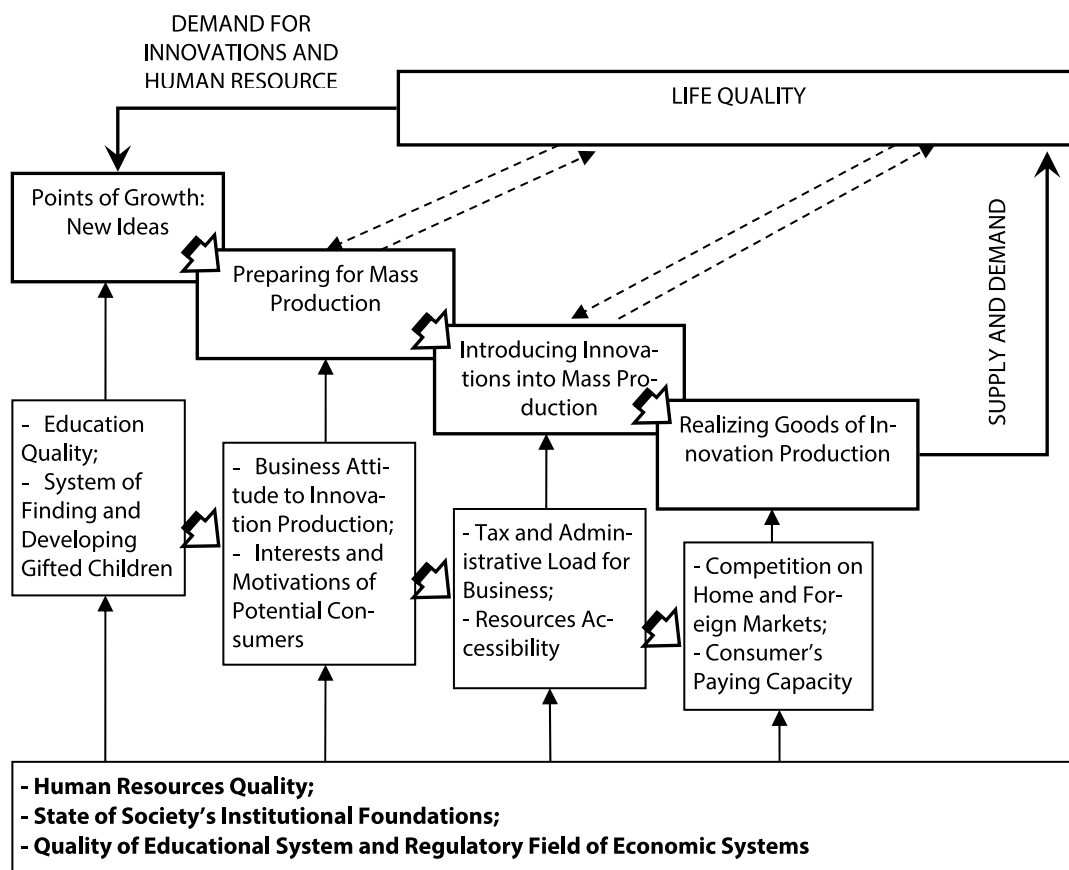 DEMAND FOR
INNOVATIONS AND
HUMAN RESOURCE
LIFE QUALITY
Points of Growth:
New Ideas
Preparing for Mass
Production
Introducing Innova-
tions into Mass Pro-
duction
Realizing Goods of In-
novation Production
SUPPLY AND DEMAND
- Education
Quality;
- System of
Finding and
Developing
Gifted Children
- Business Atti-
tude to Innova-
tion Production;
- Interests and
Motivations of
Potential Con-
sumers
- Tax and Admin-
istrative Load for
Business;
- Resources Ac-
cessibility
- Competition on
Home and For-
eign Markets;
- Consumer’s
Paying Capacity
- Human Resources Quality;
- State of Society’s Institutional Foundations;
- Quality of Educational System and Regulatory Field of Economic Systems